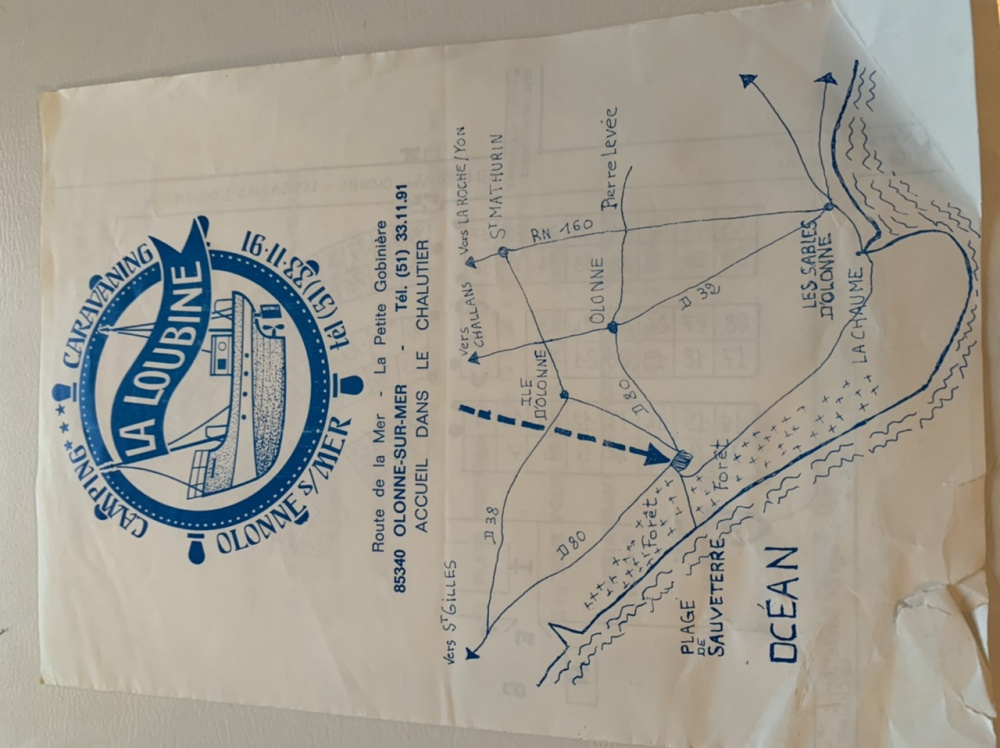 CAMPING★★★ CARAVANING
LA LOUBINE
OLONNE S/MER
tél (51) 33·11·91
Route de la Mer - La Petite Gobinière
85340 OLONNE-SUR-MER - Tél. (51) 33.11.91
ACCUEIL DANS LE CHALUTIER
Vers ST GILLES
Vers CHALLANS
Vers LA ROCHE/YON
ST MATHURIN
D 38
ILE D'OLONNE
RN 160
D 80
D 80
OLONNE
Pierre Levée
D 39
Forêt
Forêt
PLAGE
DE
SAUVETERRE
LES SABLES
D'OLONNE
LA CHAUME
OCÉAN